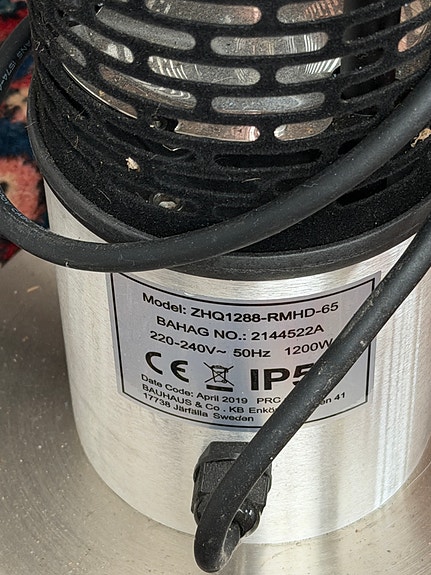 Model: ZHQ1288-RMHD-65
BAHAG NO.: 2144522A
220-240V~ 50Hz 1200W
CE IP5
Date Code: April 2019 PRC 41
BAUHAUS & Co. KB
17738 Järfälla Sweden